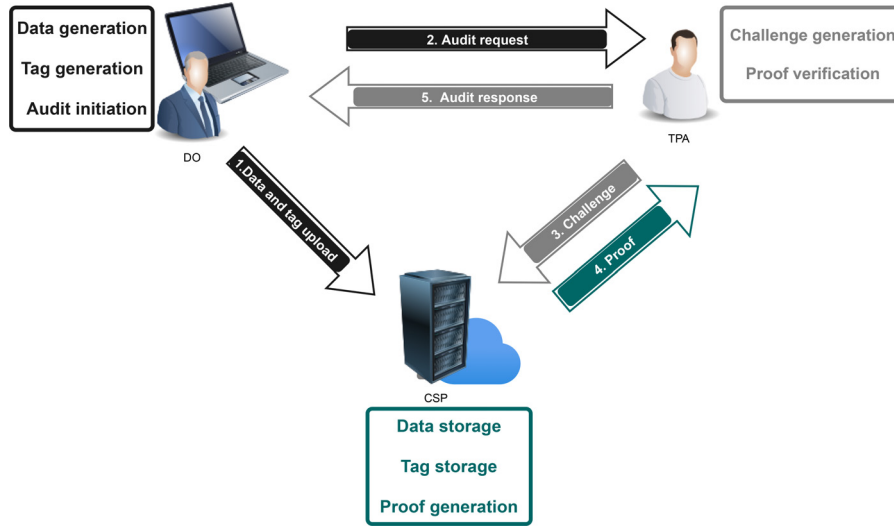 Data generation
Tag generation
Audit initiation
DO
2. Audit request
5. Audit response
Challenge generation
Proof verification
TPA
1.Data and tag upload
3. Challenge
4. Proof
CSP
Data storage
Tag storage
Proof generation